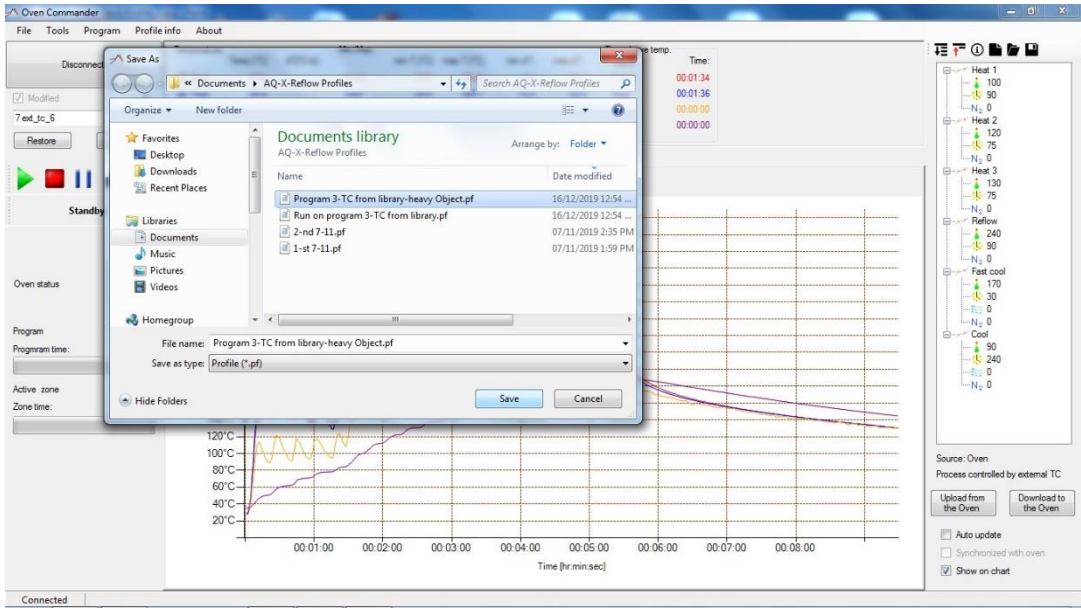 Oven Commander
File Tools Program Profile info About
Disconnect
Modified
7 ext_tc_6
Restore
Standby
Oven status
Program
Progmram time:
Active zone
Zone time:
Connected
Save As
« Documents AQ-X-Reflow Profiles
Search AQ-X-Reflow Profiles
Organize New folder
Favorites
Desktop
Downloads
Recent Places
Libraries
Documents
Music
Pictures
Videos
Homegroup
Documents library
AQ-X-Reflow Profiles
Arrange by: Folder
Name Date modified
Program 3-TC from library-heavy Object.pf 16/12/2019 12:54 ...
Run on program 3-TC from library.pf 16/12/2019 12:54 ...
2-nd 7-11.pf 07/11/2019 2:35 PM
1-st 7-11.pf 07/11/2019 1:59 PM
File name: Program 3-TC from library-heavy Object.pf
Save as type: Profile (*.pf)
Hide Folders
Save Cancel
temp.
Time:
00:01:34
00:01:36
00:00:00
00:00:00
120°C
100°C
80°C
60°C
40°C
20°C
00:01:00 00:02:00 00:03:00 00:04:00 00:05:00 00:06:00 00:07:00 00:08:00
Time [hr:min:sec]
Heat 1
100
90
N₂ 0
Heat 2
120
75
N₂ 0
Heat 3
130
75
N₂ 0
Reflow
240
90
N₂ 0
Fast cool
170
30
0
N₂ 0
Cool
90
240
0
N₂ 0
Source: Oven
Process controlled by external TC
Upload from
the Oven
Download to
the Oven
Auto update
Synchronized with oven
Show on chart